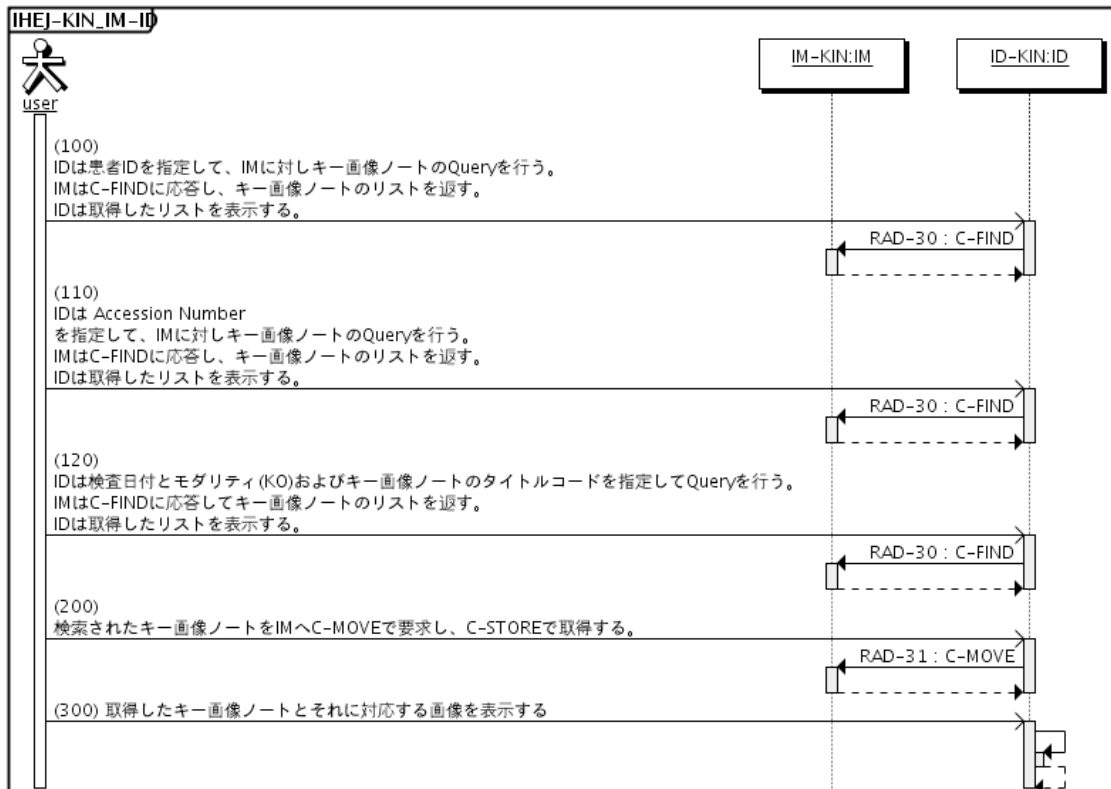 IHEJ-KIN_IM-ID
user
IM-KIN:IM
ID-KIN:ID
(100)
IDは患者IDを指定して、IMに対しキー画像ノートのQueryを行う。
IMはC-FINDに応答し、キー画像ノートのリストを返す。
IDは取得したリストを表示する。
RAD-30 : C-FIND
(110)
IDは Accession Number
を指定して、IMに対しキー画像ノートのQueryを行う。
IMはC-FINDに応答し、キー画像ノートのリストを返す。
IDは取得したリストを表示する。
RAD-30 : C-FIND
(120)
IDは検査日付とモダリティ(KO)およびキー画像ノートのタイトルコードを指定してQueryを行う。
IMはC-FINDに応答してキー画像ノートのリストを返す。
IDは取得したリストを表示する。
RAD-30 : C-FIND
(200)
検索されたキー画像ノートをIMへC-MOVEで要求し、C-STOREで取得する。
RAD-31 : C-MOVE
(300) 取得したキー画像ノートとそれに対応する画像を表示する